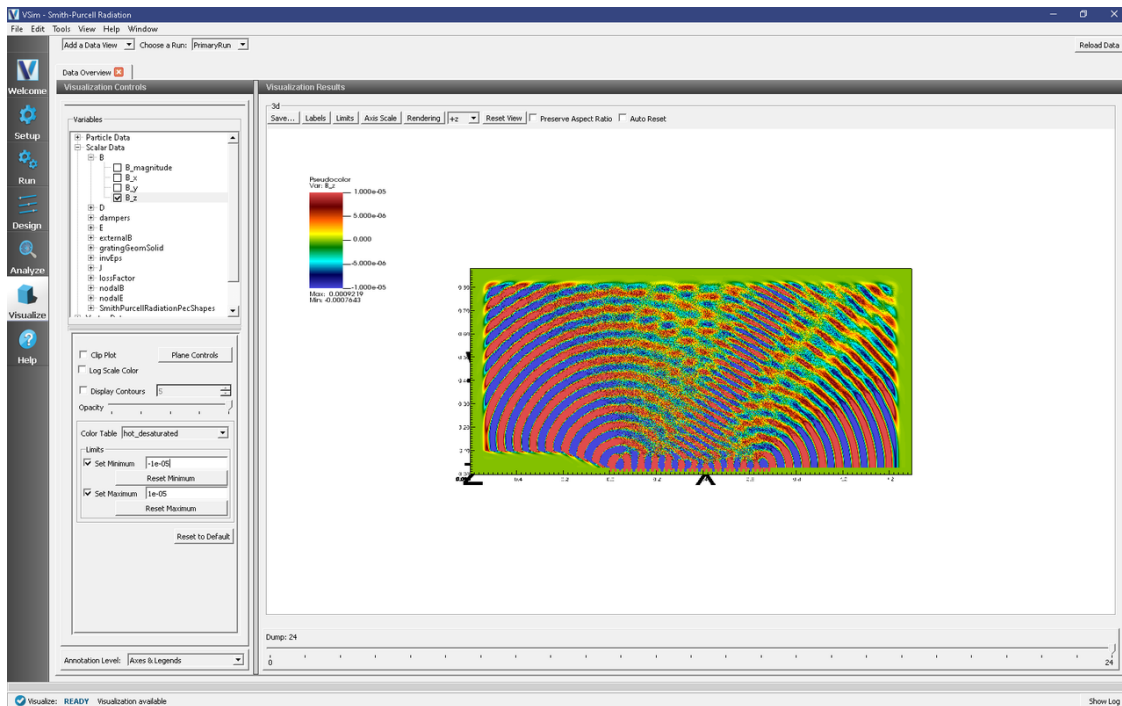 VSim - Smith-Purcell Radiation
File Edit Tools View Help Window
Add a Data View Choose a Run: PrimaryRun Reload Data
Data Overview
Visualization Controls
Visualization Results
Welcome
Setup
Run
Design
Analyze
Visualize
Help
Variables
Particle Data
Scalar Data
B
B_magnitude
B_x
B_y
B_z
D
dampers
E
externalB
gratingGeomSolid
invEps
J
lossFactor
nodalB
nodalE
SmithPurcellRadiationPecShapes
Clip Plot Plane Controls
Log Scale Color
Display Contours 5
Opacity
Color Table hot_desaturated
Limits
Set Minimum -1e-05
Reset Minimum
Set Maximum 1e-05
Reset Maximum
Reset to Default
Annotation Level: Axes & Legends
3d
Save... Labels Limits Axis Scale Rendering +z Reset View Preserve Aspect Ratio Auto Reset
Pseudocolor
Var: B_z
1.000e-05
5.000e-06
0.000
-5.000e-06
-1.000e-05
Max: 0.0009219
Min: -0.0007643
Dump: 24
0 24
Visualize: READY Visualization available Show Log